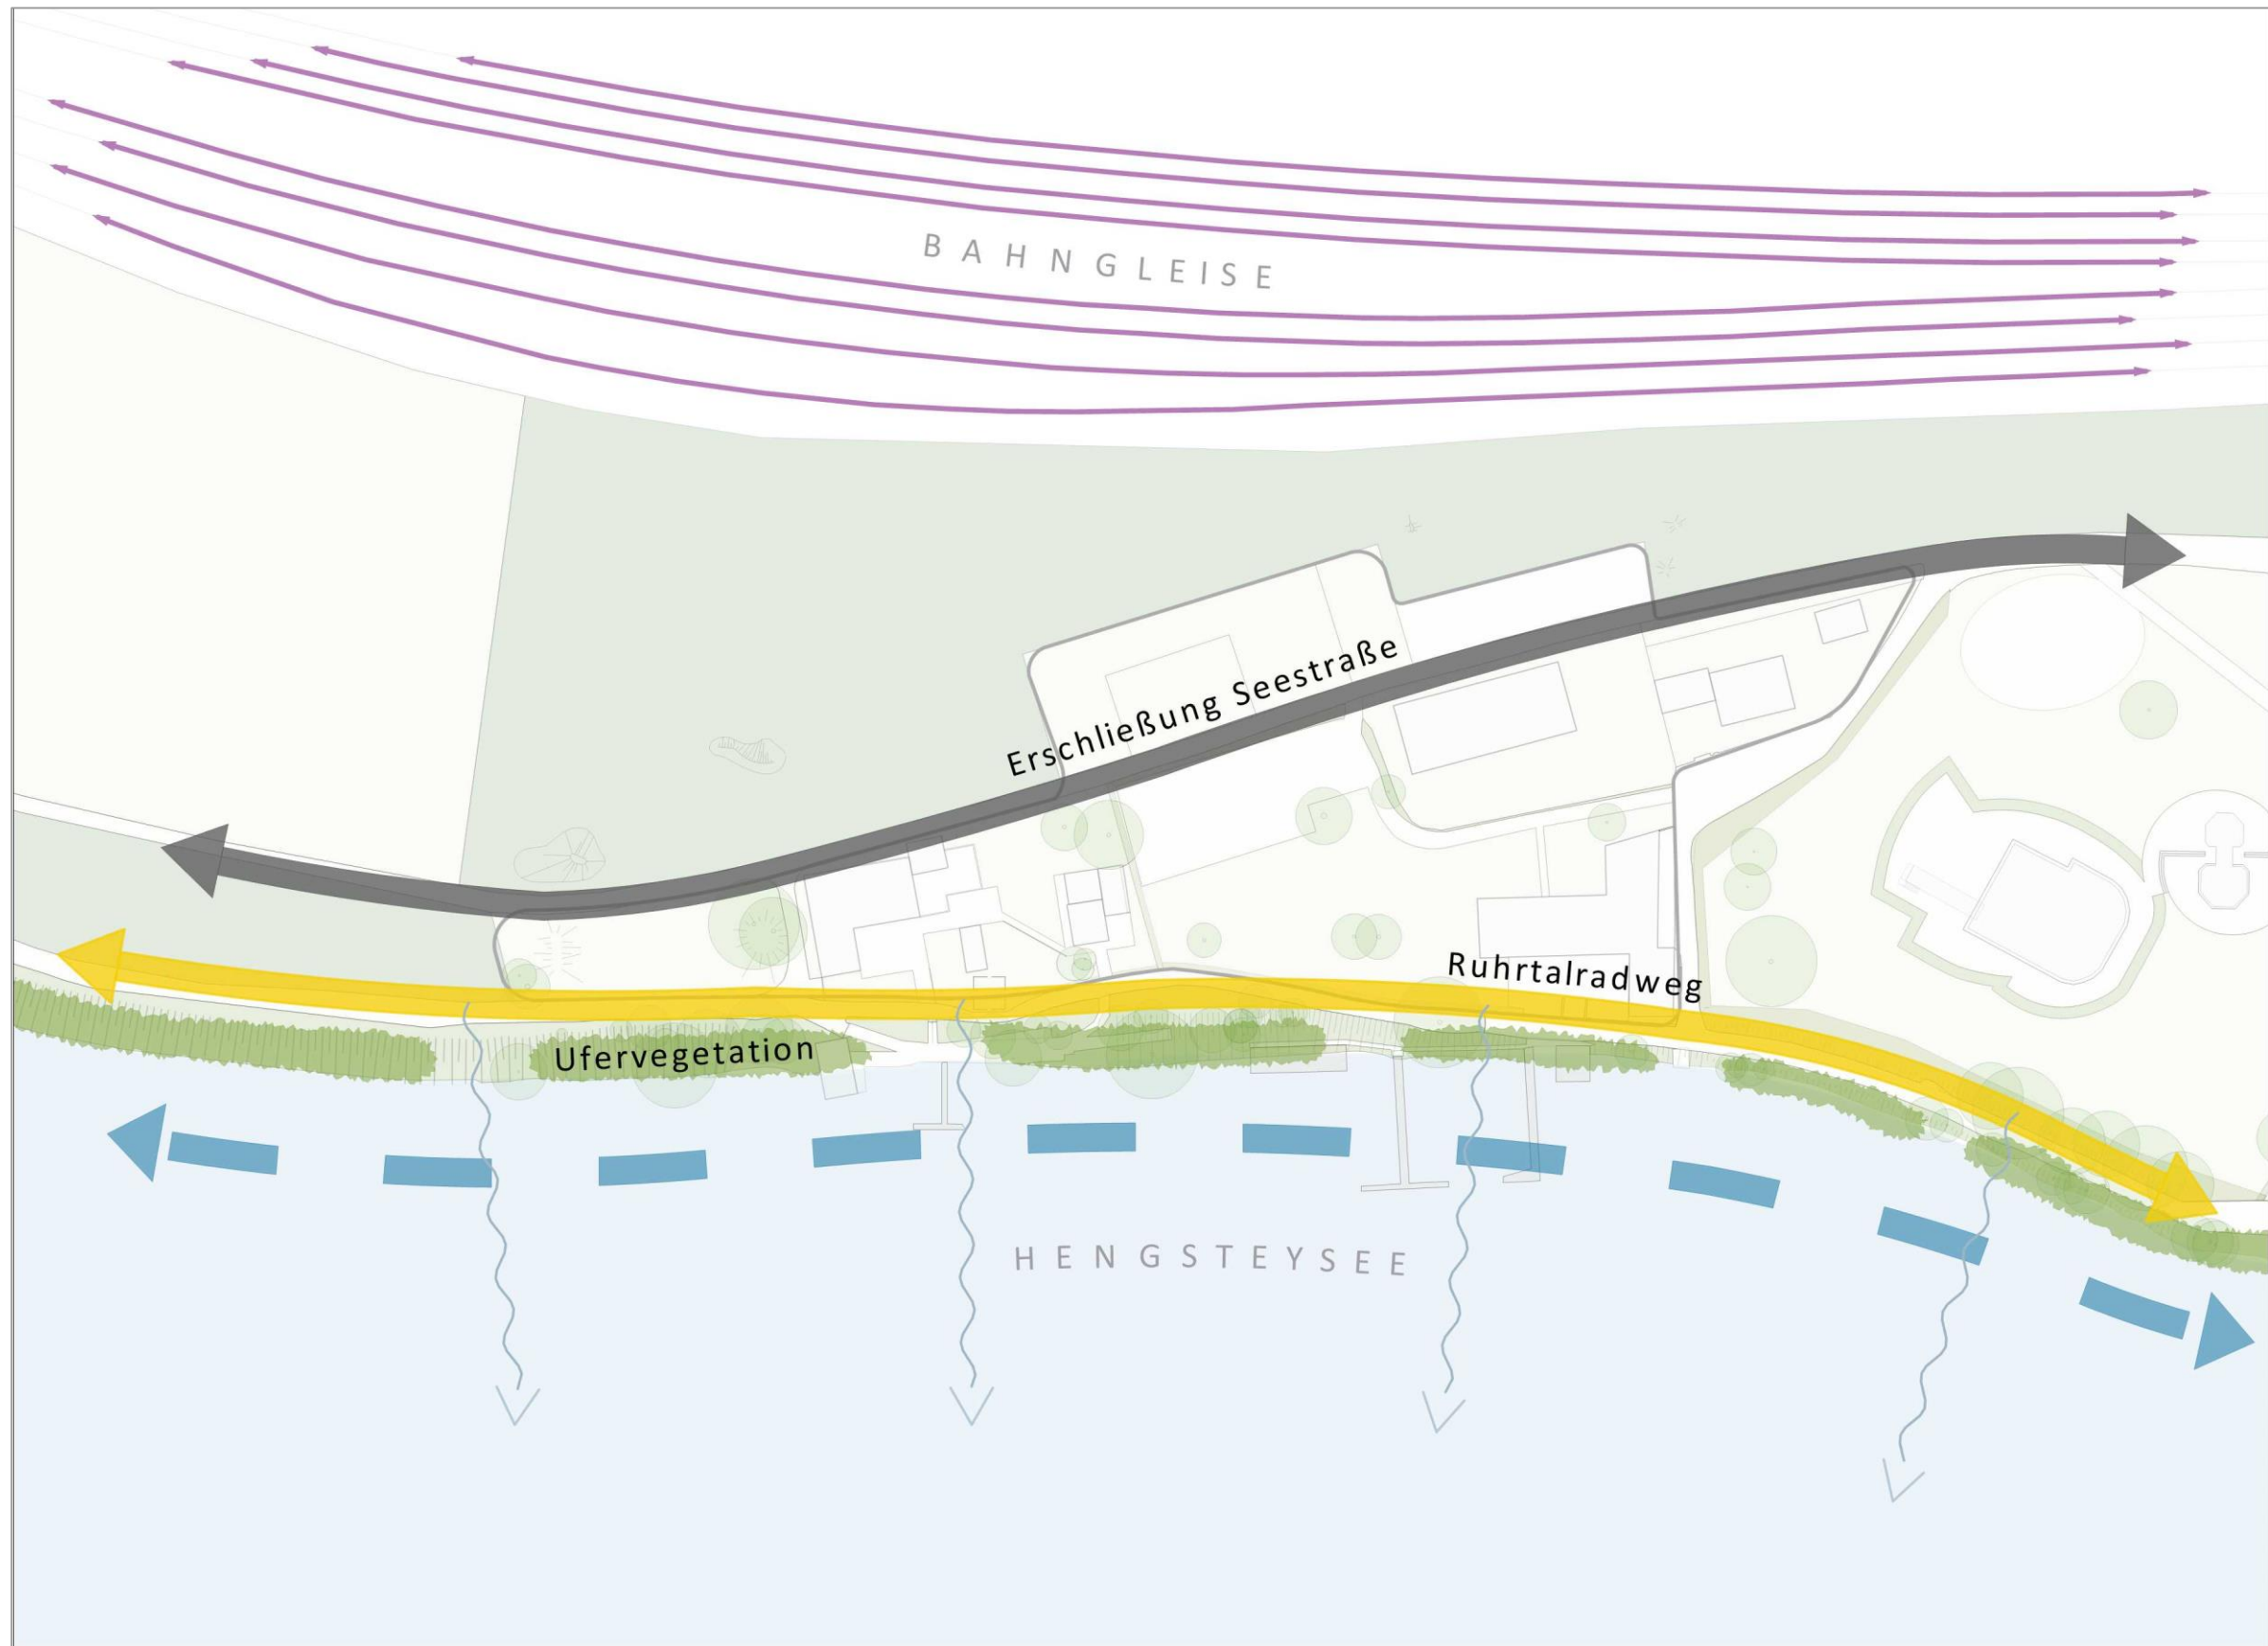 BAHNGLEISE
Erschließung Seestraße
Ruhrtalradweg
Ufervegetation
HENGSTEYSEE